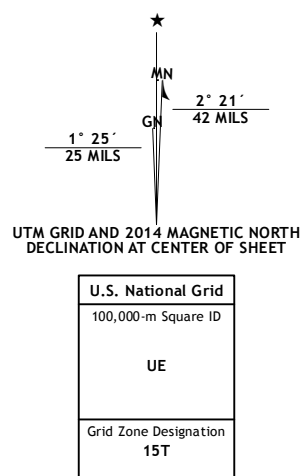 ★
MN
2° 21´
42 MILS
GN
1° 25´
25 MILS
UTM GRID AND 2014 MAGNETIC NORTH
DECLINATION AT CENTER OF SHEET
U.S. National Grid
100,000-m Square ID
UE
Grid Zone Designation
15T